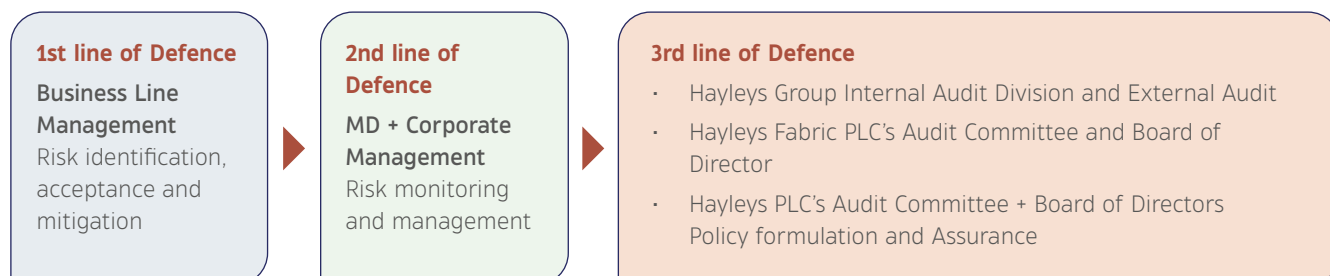 1st line of Defence
Business Line
Management
Risk identification,
acceptance and
mitigation
2nd line of
Defence
MD + Corporate
Management
Risk monitoring
and management
3rd line of Defence
• Hayleys Group Internal Audit Division and External Audit
• Hayleys Fabric PLC's Audit Committee and Board of
Director
• Hayleys PLC's Audit Committee + Board of Directors
Policy formulation and Assurance